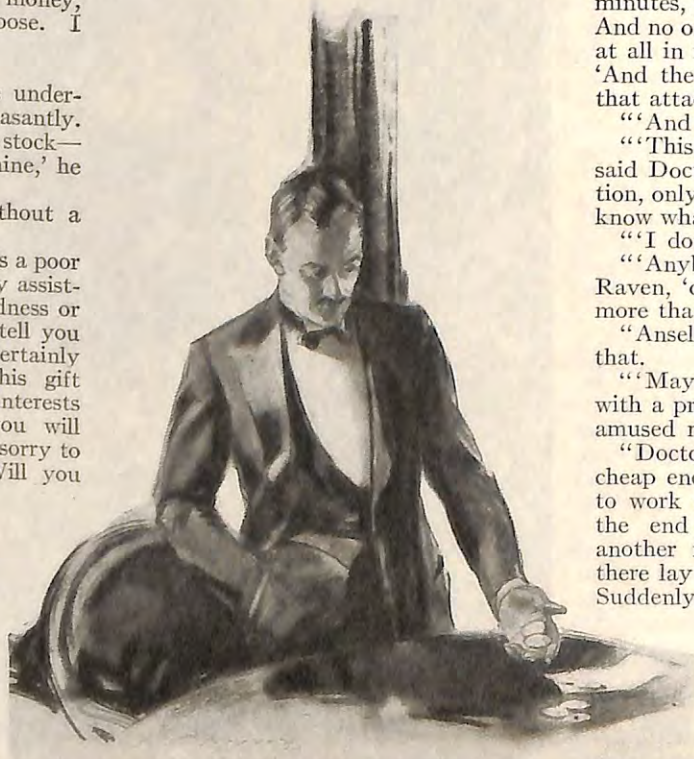 money,
pose. I
under-
asantly.
stock—
nine,' he
thout a
s a poor
y assist-
dness or
tell you
ertainly
his gift
nterests
ou will
sorry to
Will you
minutes,
And no o
at all in
'And the
that atta
"'And
"'This
said Doc
tion, only
know wha
"'I do
"'Anyb
Raven, 'o
more tha
"Ansel
that.
"'May
with a pr
amused r
"Docto
cheap end
to work
the end
another
there lay
Suddenly